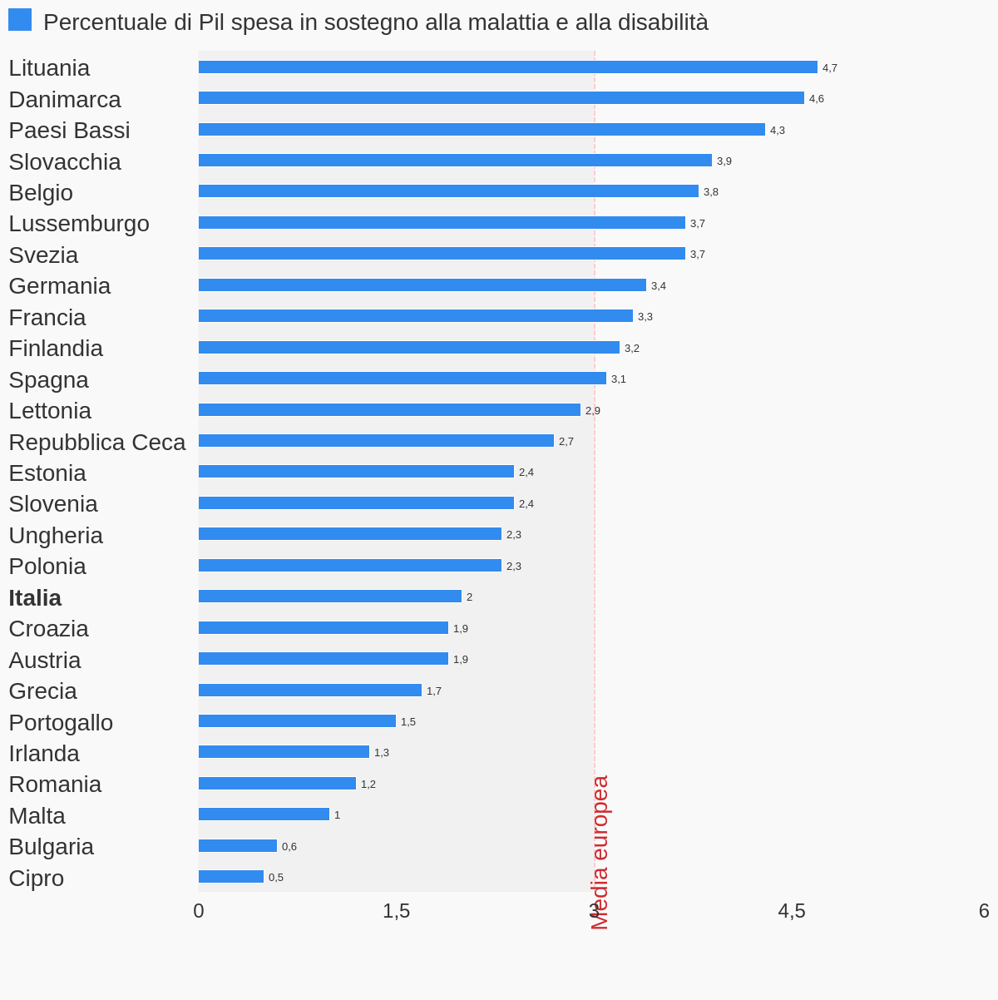 Percentuale di Pil spesa in sostegno alla malattia e alla disabilità
Lituania 4,7
Danimarca 4,6
Paesi Bassi 4,3
Slovacchia 3,9
Belgio 3,8
Lussemburgo 3,7
Svezia 3,7
Germania 3,4
Francia 3,3
Finlandia 3,2
Spagna 3,1
Lettonia 2,9
Repubblica Ceca 2,7
Estonia 2,4
Slovenia 2,4
Ungheria 2,3
Polonia 2,3
Italia 2
Croazia 1,9
Austria 1,9
Grecia 1,7
Portogallo 1,5
Irlanda 1,3
Romania 1,2
Malta 1
Bulgaria 0,6
Cipro 0,5
Media europea
0 1,5 3 4,5 6